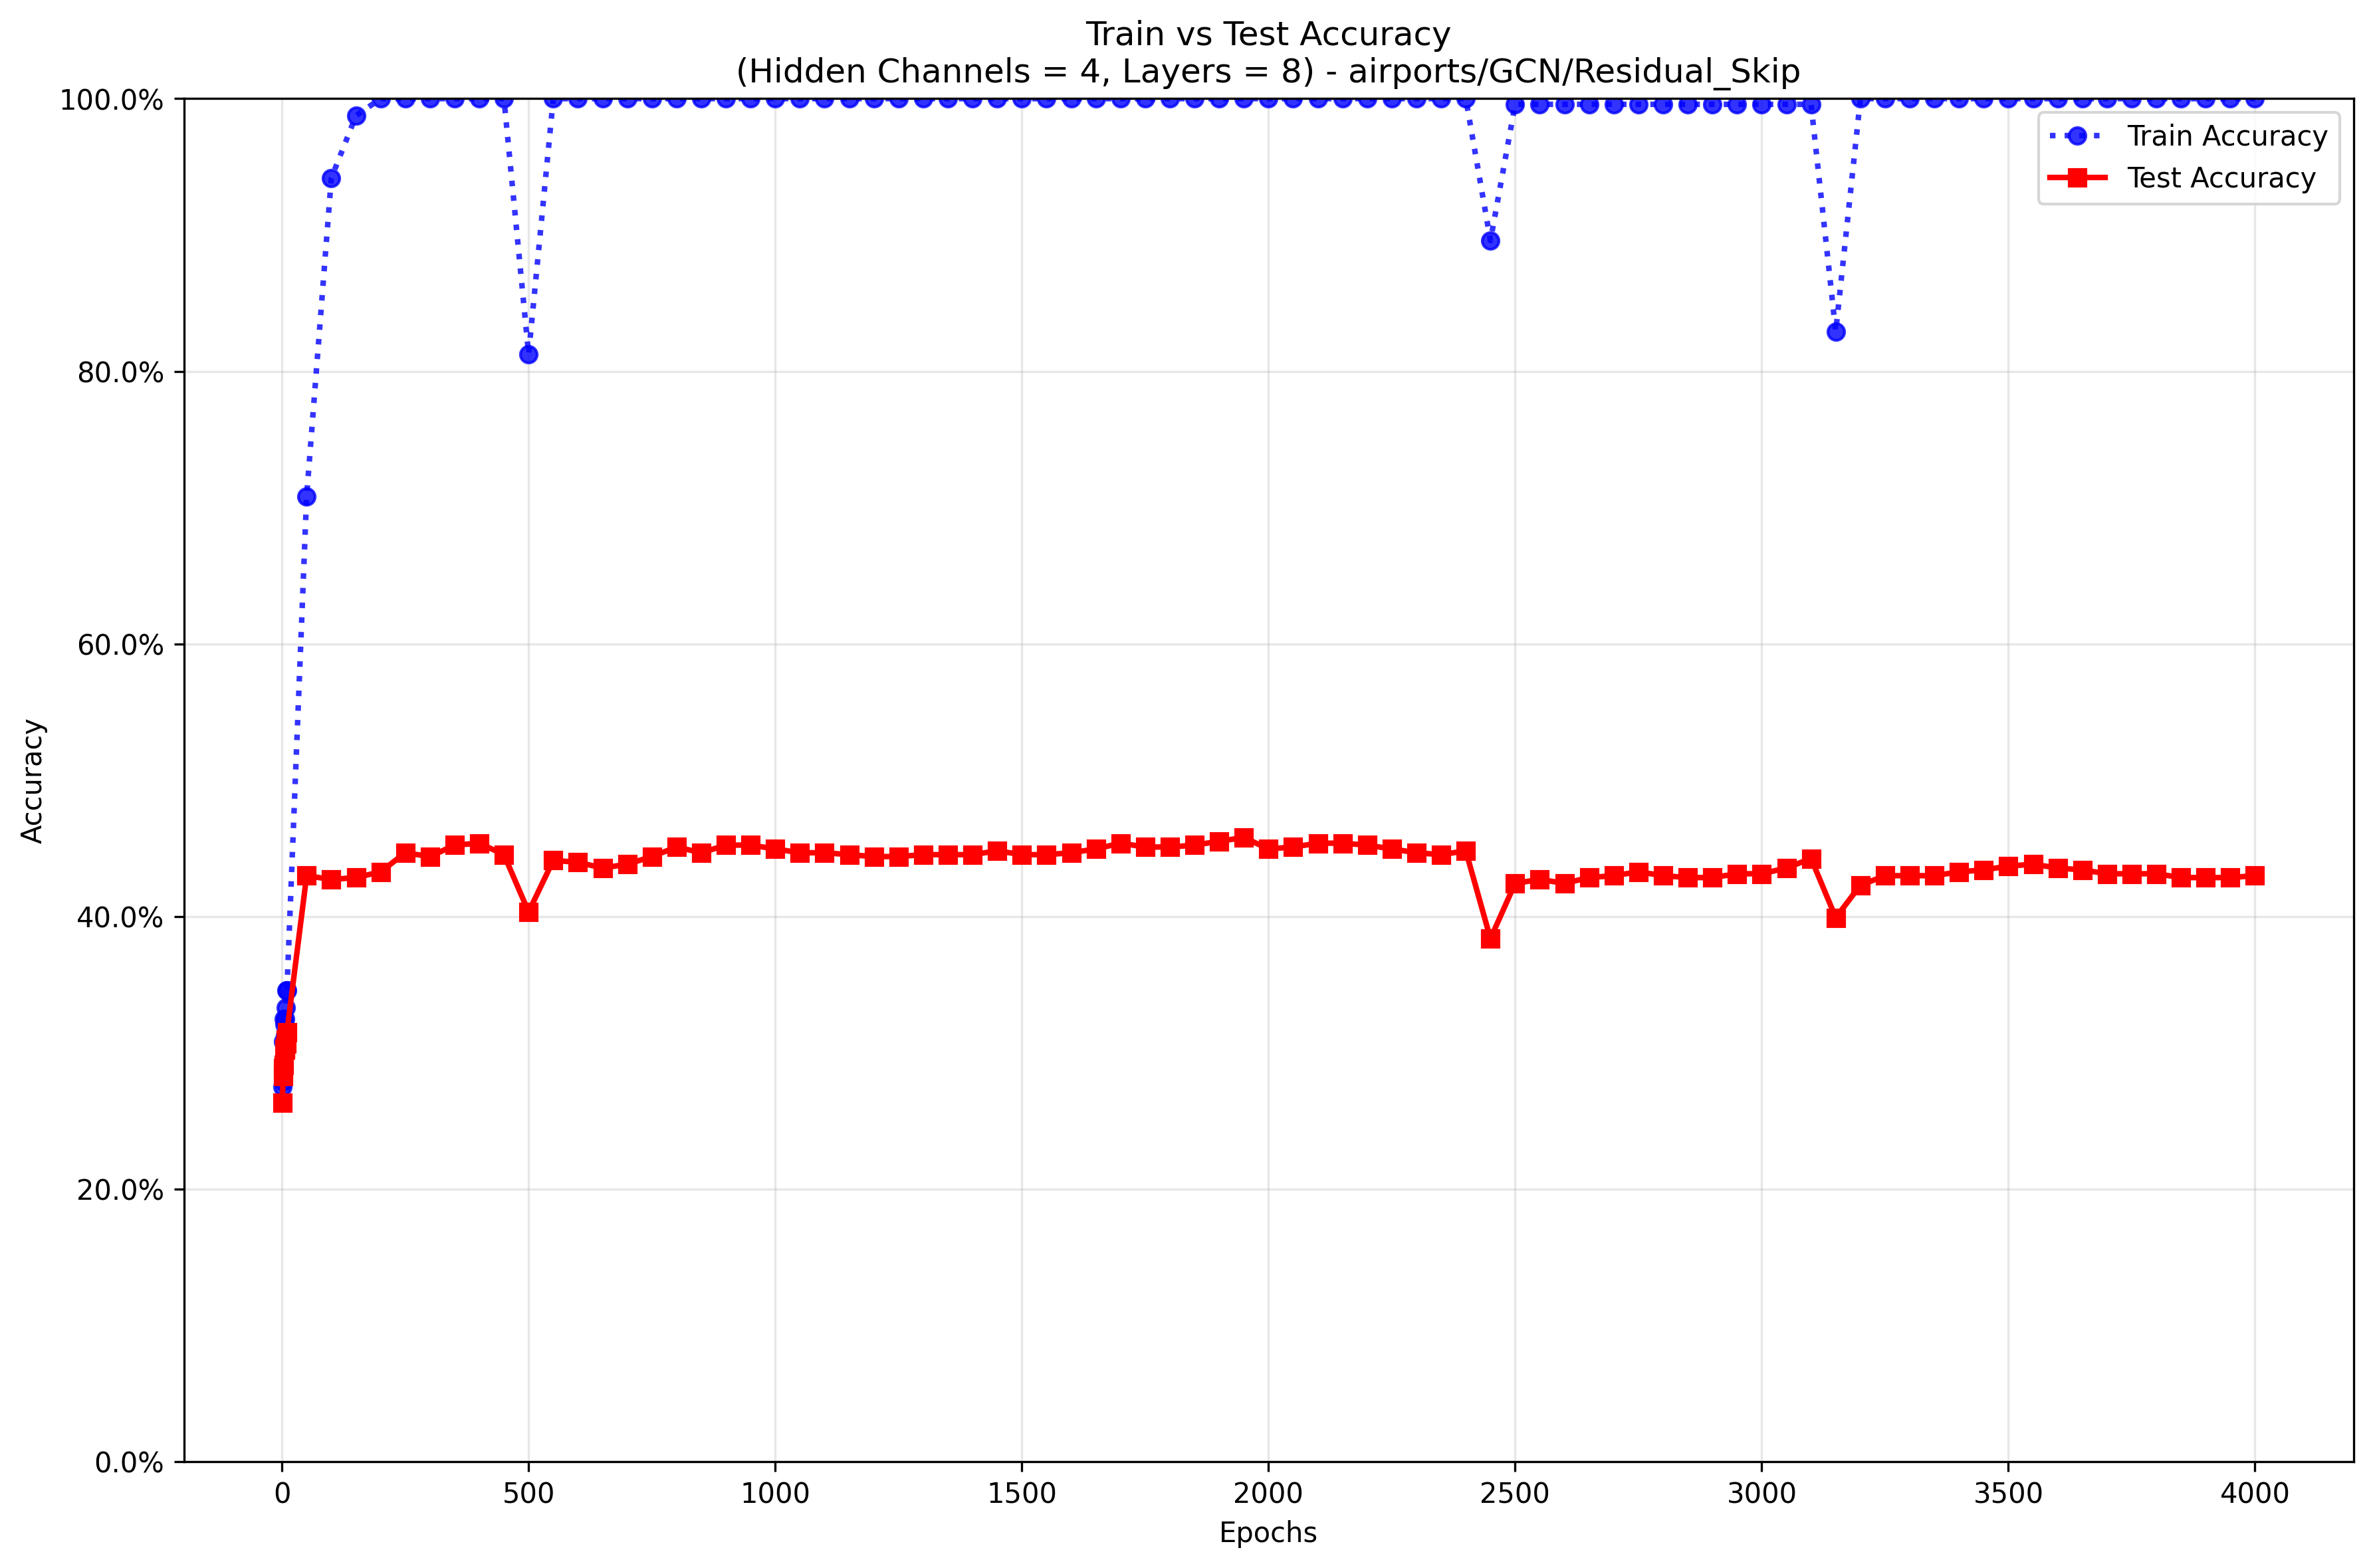 Train vs Test Accuracy
(Hidden Channels = 4, Layers = 8) - airports/GCN/Residual_Skip
100.0%
80.0%
60.0%
40.0%
20.0%
0.0%
Accuracy
Train Accuracy
Test Accuracy
0 500 1000 1500 2000 2500 3000 3500 4000
Epochs